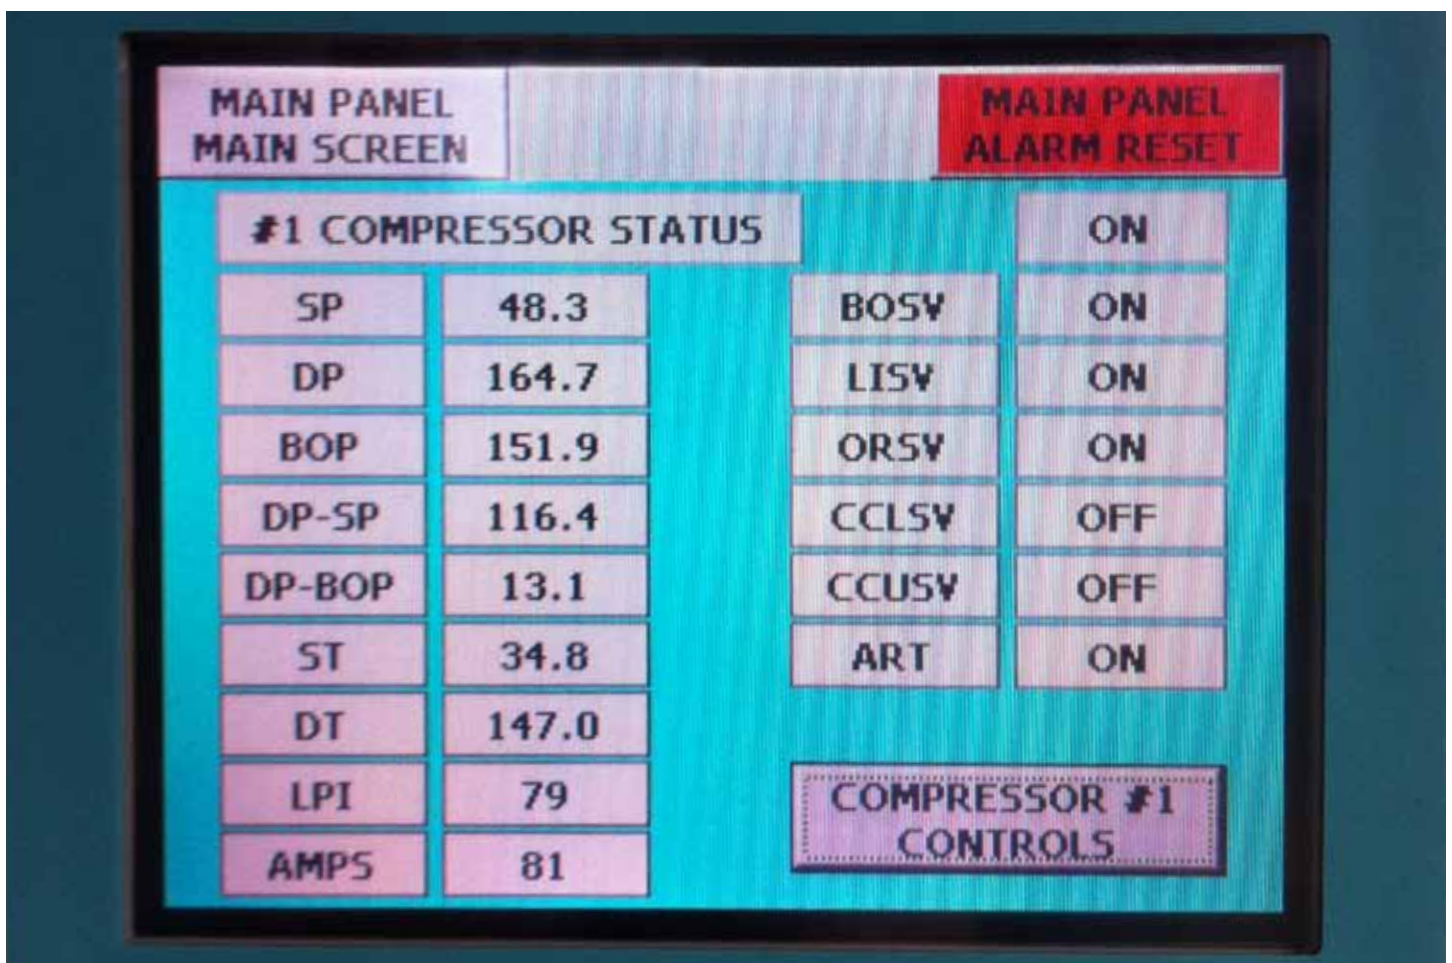 MAIN PANEL
MAIN SCREEN
MAIN PANEL
ALARM RESET
#1 COMPRESSOR STATUS ON
SP 48.3 BOSV ON
DP 164.7 LISV ON
BOP 151.9 ORSV ON
DP-SP 116.4 CCLSV OFF
DP-BOP 13.1 CCUSV OFF
ST 34.8 ART ON
DT 147.0
LPI 79
AMPS 81
COMPRESSOR #1
CONTROLS